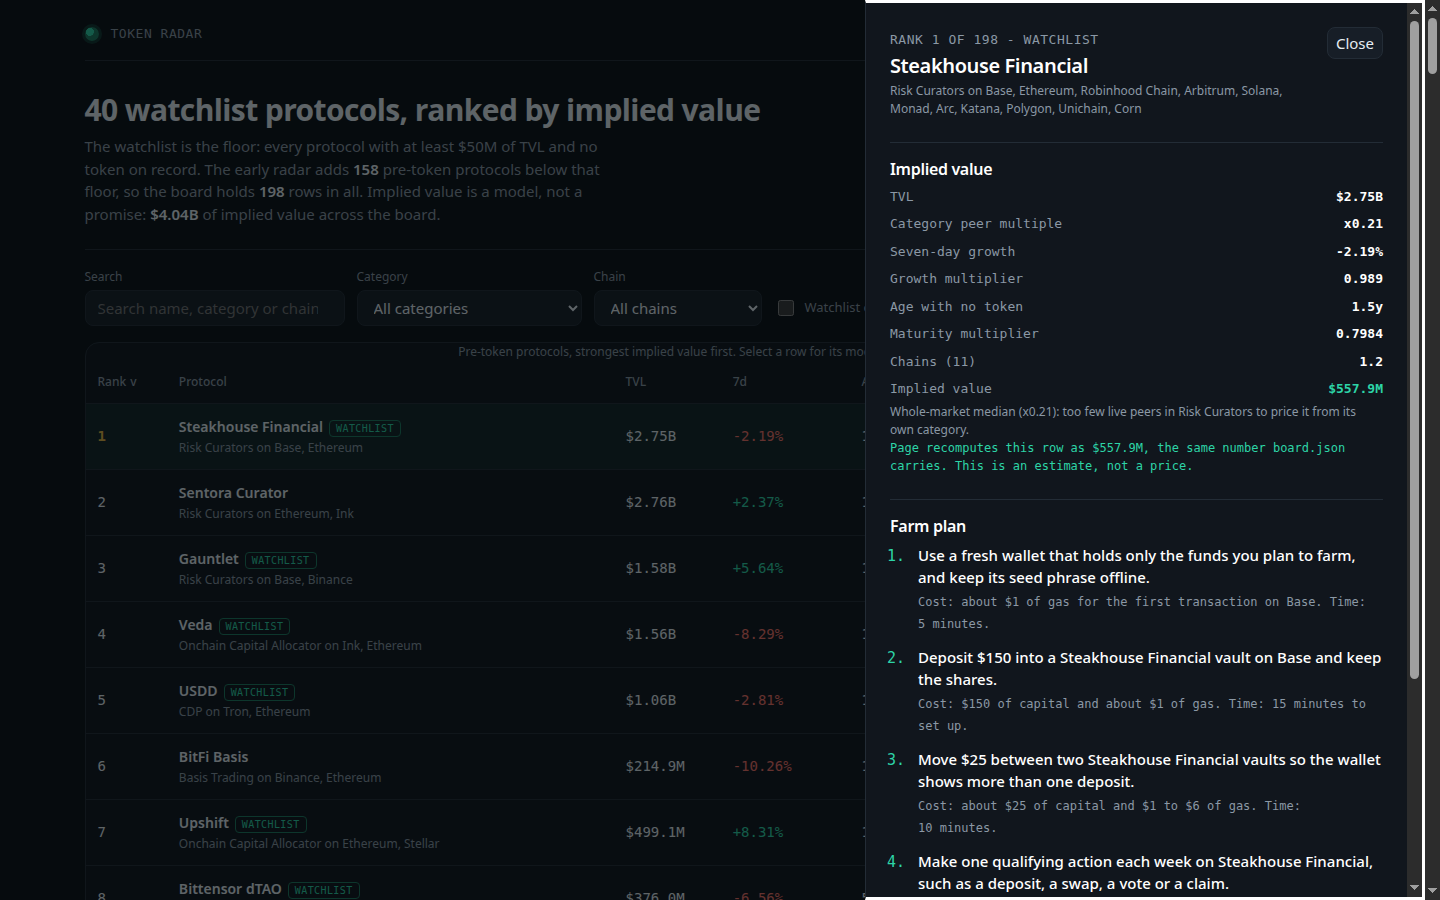 TOKEN RADAR
40 watchlist protocols, ranked by implied value
The watchlist is the floor: every protocol with at least $50M of TVL and no
token on record. The early radar adds 158 pre-token protocols below that
floor, so the board holds 198 rows in all. Implied value is a model, not a
promise: $4.04B of implied value across the board.
Search
Category
Chain
Search name, category or chain
All categories
All chains
Watchlist
Pre-token protocols, strongest implied value first. Select a row for its
Rank v
Protocol
TVL
7d
1
Steakhouse Financial WATCHLIST
Risk Curators on Base, Ethereum
$2.75B
-2.19%
2
Sentora Curator
Risk Curators on Ethereum, Ink
$2.76B
+2.37%
3
Gauntlet WATCHLIST
Risk Curators on Base, Binance
$1.58B
+5.64%
4
Veda WATCHLIST
Onchain Capital Allocator on Ink, Ethereum
$1.56B
-8.29%
5
USDD WATCHLIST
CDP on Tron, Ethereum
$1.06B
-2.81%
6
BitFi Basis
Basis Trading on Binance, Ethereum
$214.9M
-10.26%
7
Upshift WATCHLIST
Onchain Capital Allocator on Ethereum, Stellar
$499.1M
+8.31%
8
Bittensor dTAO WATCHLIST
$376.0M
-6.56%
RANK 1 OF 198 - WATCHLIST
Close
Steakhouse Financial
Risk Curators on Base, Ethereum, Robinhood Chain, Arbitrum, Solana,
Monad, Arc, Katana, Polygon, Unichain, Corn
Implied value
TVL $2.75B
Category peer multiple x0.21
Seven-day growth -2.19%
Growth multiplier 0.989
Age with no token 1.5y
Maturity multiplier 0.7984
Chains (11) 1.2
Implied value $557.9M
Whole-market median (x0.21): too few live peers in Risk Curators to price it from its
own category.
Page recomputes this row as $557.9M, the same number board.json
carries. This is an estimate, not a price.
Farm plan
1. Use a fresh wallet that holds only the funds you plan to farm,
and keep its seed phrase offline.
Cost: about $1 of gas for the first transaction on Base. Time:
5 minutes.
2. Deposit $150 into a Steakhouse Financial vault on Base and keep
the shares.
Cost: $150 of capital and about $1 of gas. Time: 15 minutes to
set up.
3. Move $25 between two Steakhouse Financial vaults so the wallet
shows more than one deposit.
Cost: about $25 of capital and $1 to $6 of gas. Time:
10 minutes.
4. Make one qualifying action each week on Steakhouse Financial,
such as a deposit, a swap, a vote or a claim.